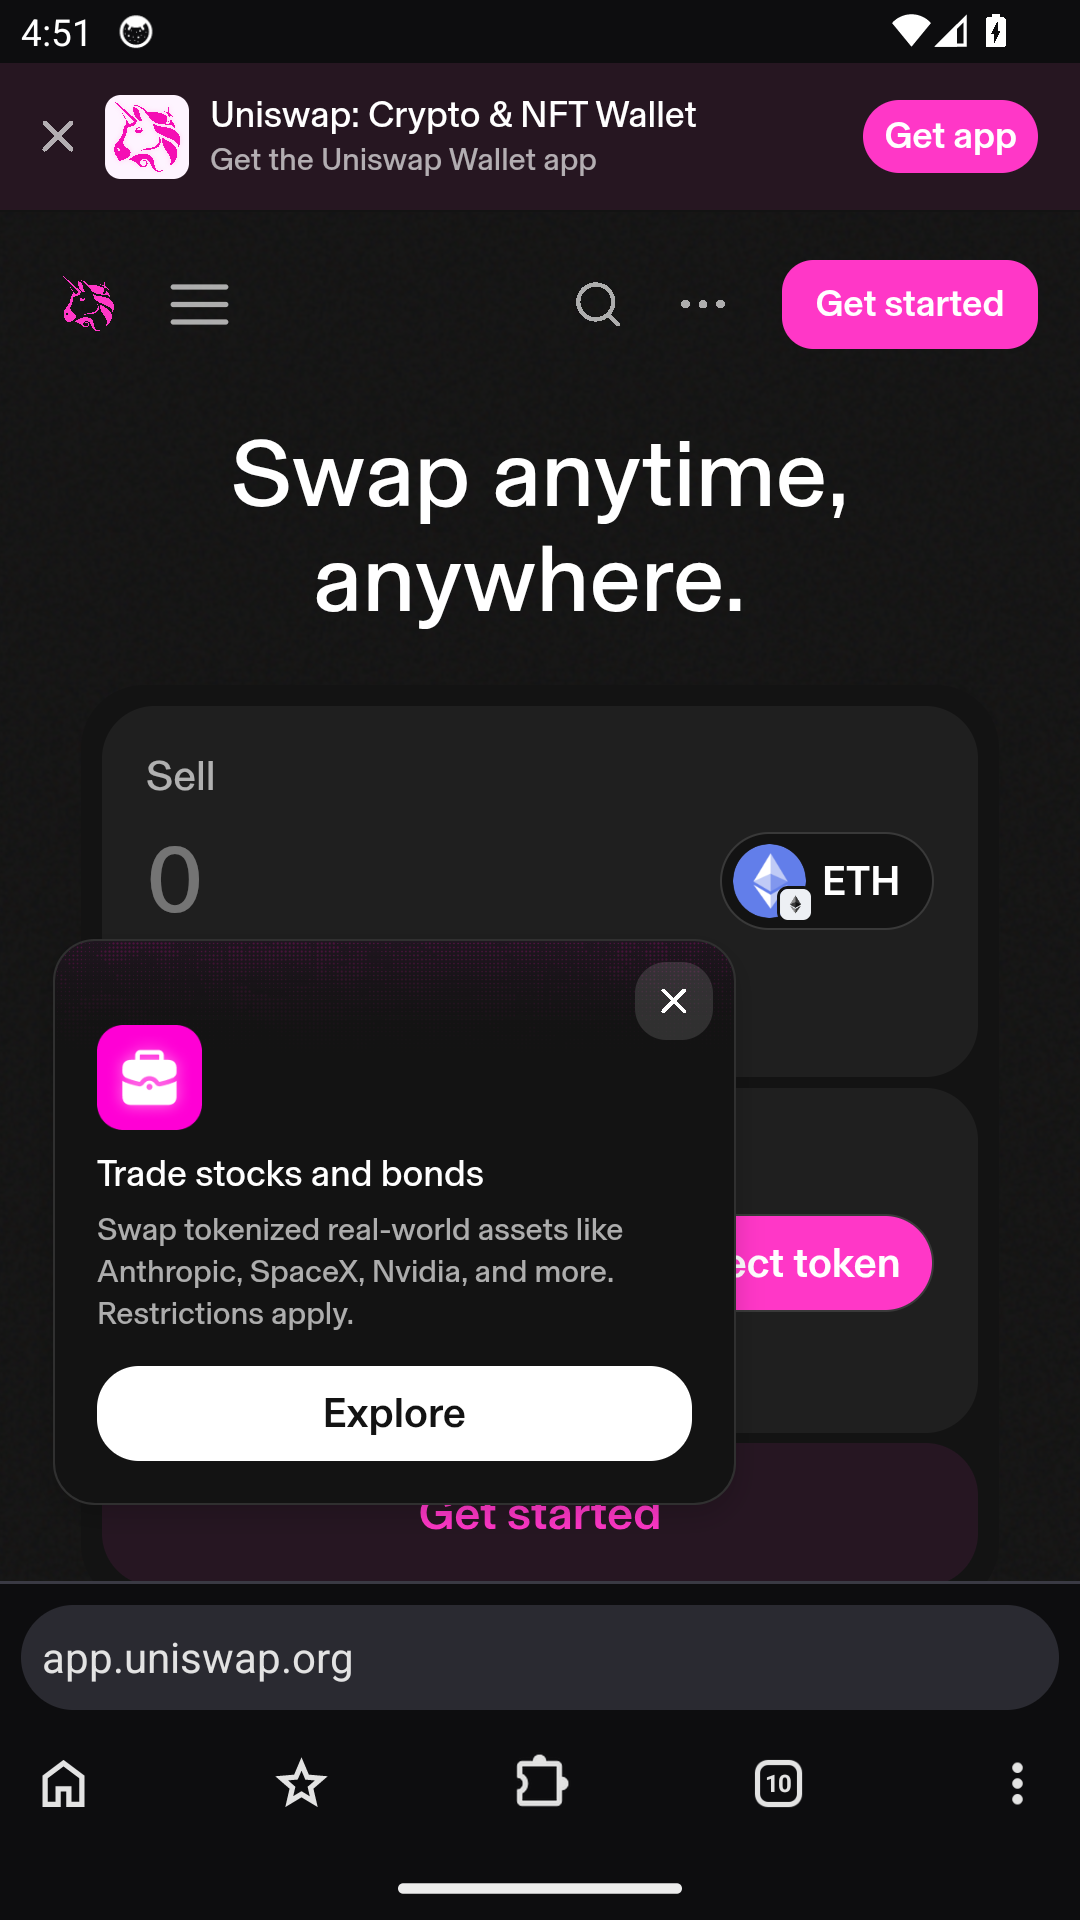 4:51
Uniswap: Crypto & NFT Wallet
Get the Uniswap Wallet app
Get app
Get started
Swap anytime,
anywhere.
Sell
0
ETH
Trade stocks and bonds
Swap tokenized real-world assets like
Anthropic, SpaceX, Nvidia, and more.
Restrictions apply.
ect token
Explore
Get started
app.uniswap.org
10